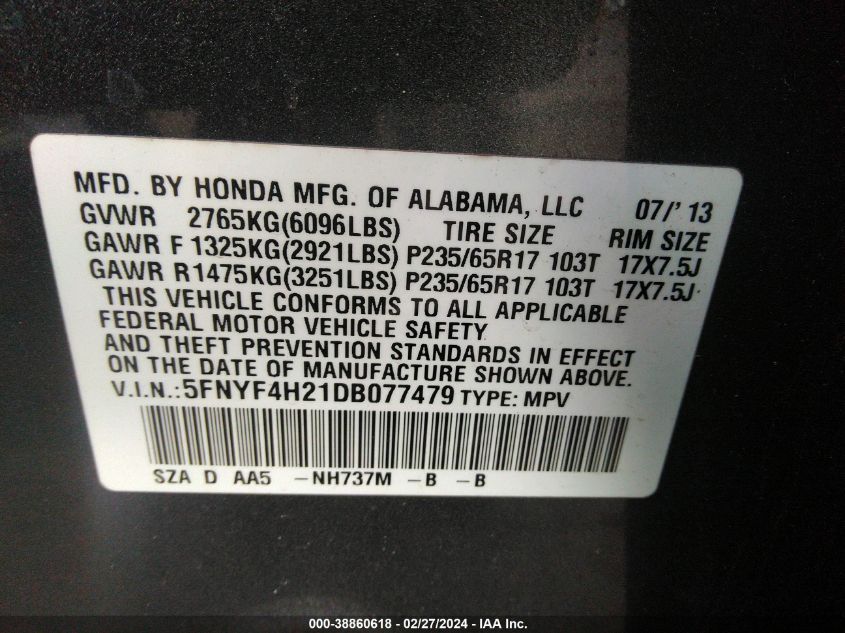 MFD. BY HONDA MFG. OF ALABAMA, LLC 07/'13
GVWR 2765KG(6096LBS) TIRE SIZE RIM SIZE
GAWR F 1325KG(2921LBS) P235/65R17 103T 17X7.5J
GAWR R1475KG(3251LBS) P235/65R17 103T 17X7.5J
THIS VEHICLE CONFORMS TO ALL APPLICABLE
FEDERAL MOTOR VEHICLE SAFETY
AND THEFT PREVENTION STANDARDS IN EFFECT
ON THE DATE OF MANUFACTURE SHOWN ABOVE.
V.I.N.:5FNYF4H21DB077479 TYPE: MPV
SZA D AA5 -NH737M -B -B
000-38860618 - 02/27/2024 - IAA Inc.